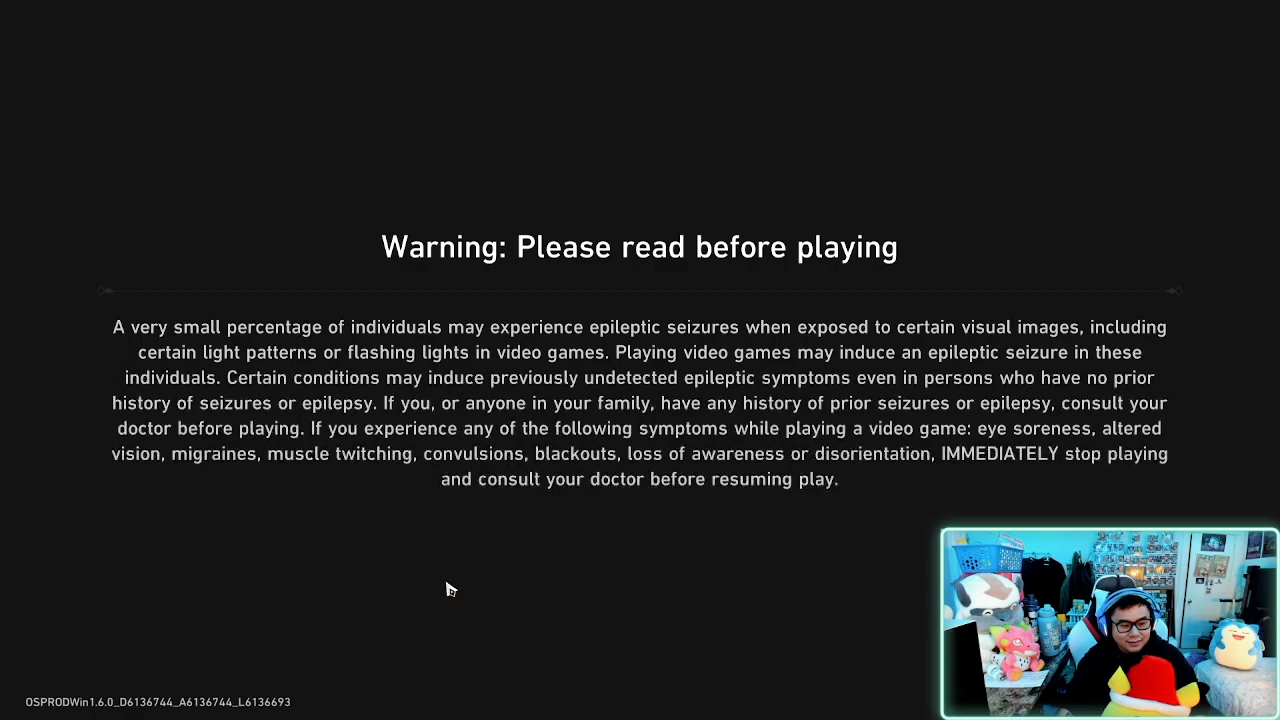 Warning: Please read before playing
A very small percentage of individuals may experience epileptic seizures when exposed to certain visual images, including
certain light patterns or flashing lights in video games. Playing video games may induce an epileptic seizure in these
individuals. Certain conditions may induce previously undetected epileptic symptoms even in persons who have no prior
history of seizures or epilepsy. If you, or anyone in your family, have any history of prior seizures or epilepsy, consult your
doctor before playing. If you experience any of the following symptoms while playing a video game: eye soreness, altered
vision, migraines, muscle twitching, convulsions, blackouts, loss of awareness or disorientation, IMMEDIATELY stop playing
and consult your doctor before resuming play.
OSPRODWin1.6.0_D6136744_A6136744_L6136693